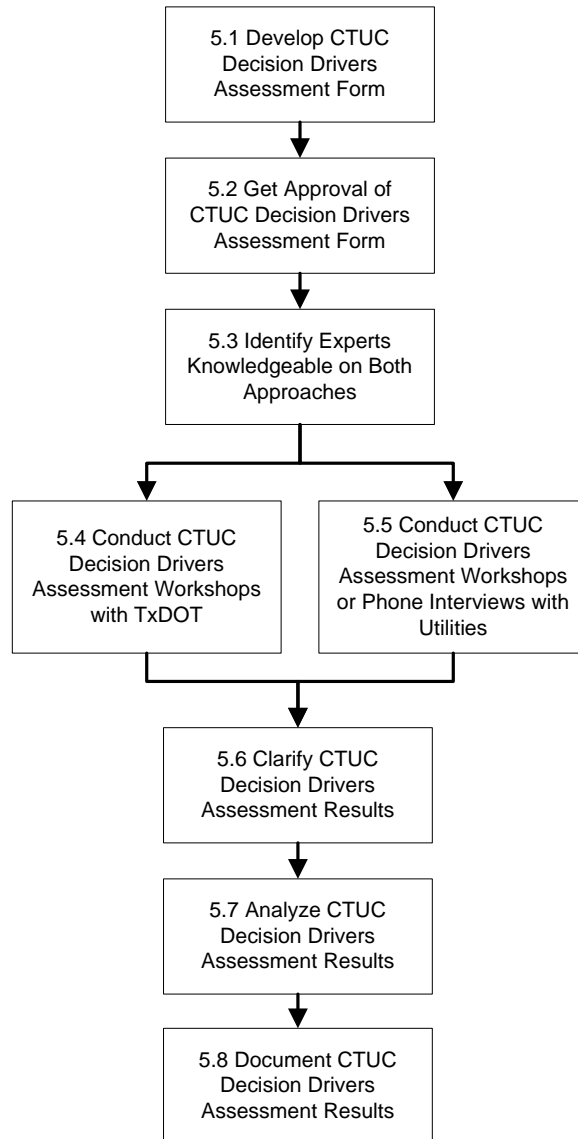 5.1 Develop CTUC
Decision Drivers
Assessment Form
5.2 Get Approval of
CTUC Decision Drivers
Assessment Form
5.3 Identify Experts
Knowledgeable on Both
Approaches
5.4 Conduct CTUC
Decision Drivers
Assessment Workshops
with TxDOT
5.5 Conduct CTUC
Decision Drivers
Assessment Workshops
or Phone Interviews with
Utilities
5.6 Clarify CTUC
Decision Drivers
Assessment Results
5.7 Analyze CTUC
Decision Drivers
Assessment Results
5.8 Document CTUC
Decision Drivers
Assessment Results